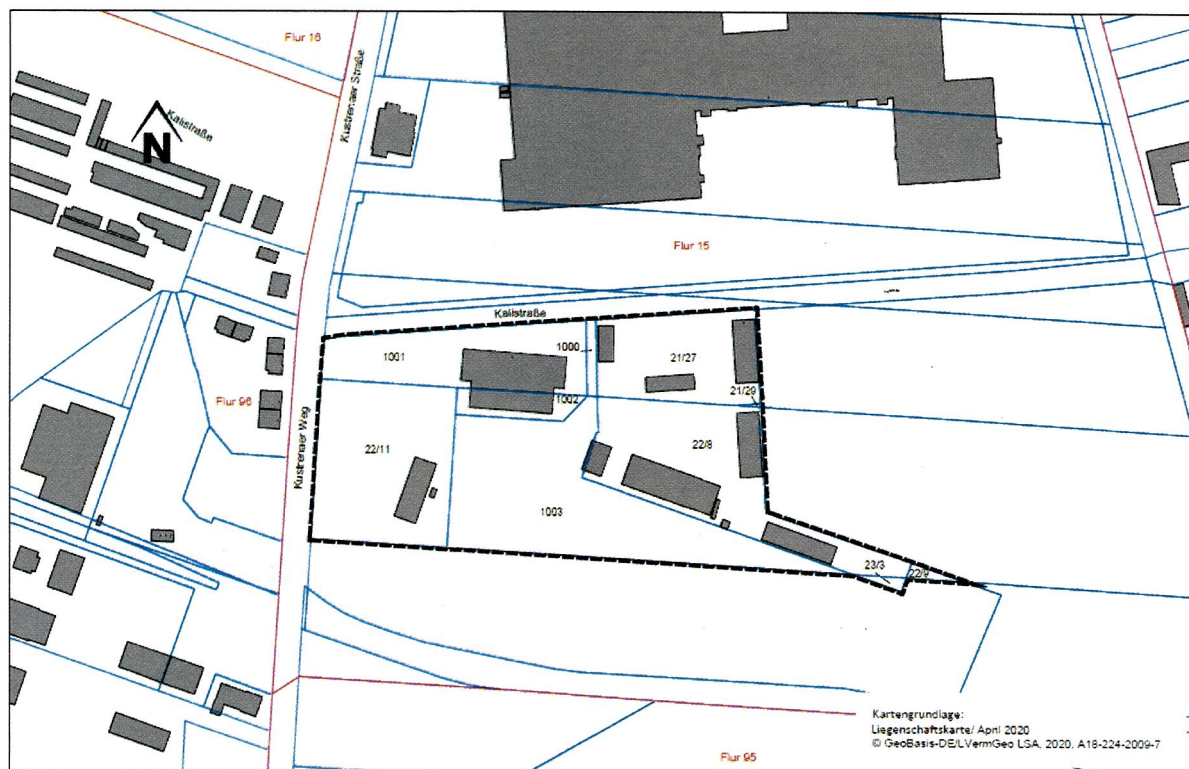 Flur 16
Kustrenaer Straße
Kalistraße
N
Flur 15
Kalistraße
1001
1000
21/27
1002
21/29
Flur 96
Kustrenaer Weg
22/11
22/8
1003
23/3
22/9
Kartengrundlage:
Liegenschaftskarte/ April 2020
© GeoBasis-DE/LVermGeo LSA, 2020, A18-224-2009-7
Flur 95